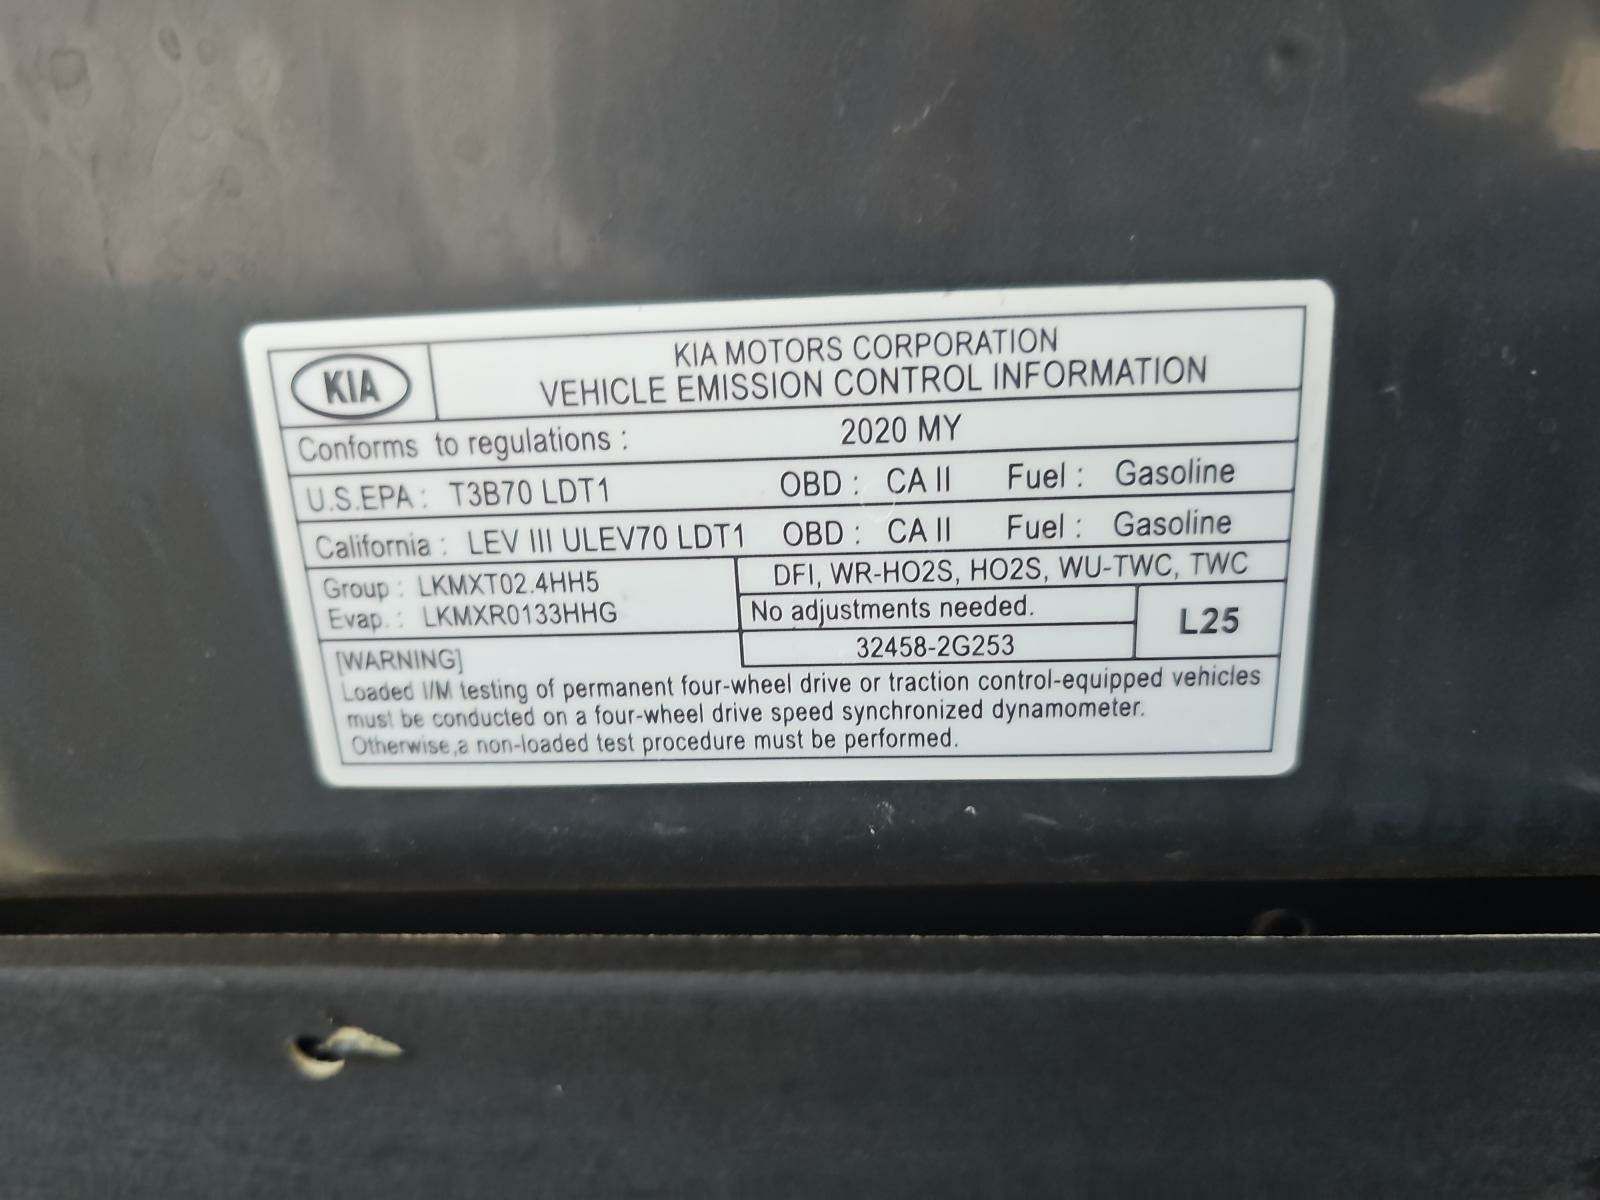 KIA
KIA MOTORS CORPORATION
VEHICLE EMISSION CONTROL INFORMATION
Conforms to regulations : 2020 MY
U.S.EPA : T3B70 LDT1 OBD : CA II Fuel : Gasoline
California : LEV III ULEV70 LDT1 OBD : CA II Fuel : Gasoline
Group : LKMXT02.4HH5
Evap. : LKMXR0133HHG
DFI, WR-HO2S, HO2S, WU-TWC, TWC
No adjustments needed.
32458-2G253
L25
[WARNING]
Loaded I/M testing of permanent four-wheel drive or traction control-equipped vehicles
must be conducted on a four-wheel drive speed synchronized dynamometer.
Otherwise,a non-loaded test procedure must be performed.